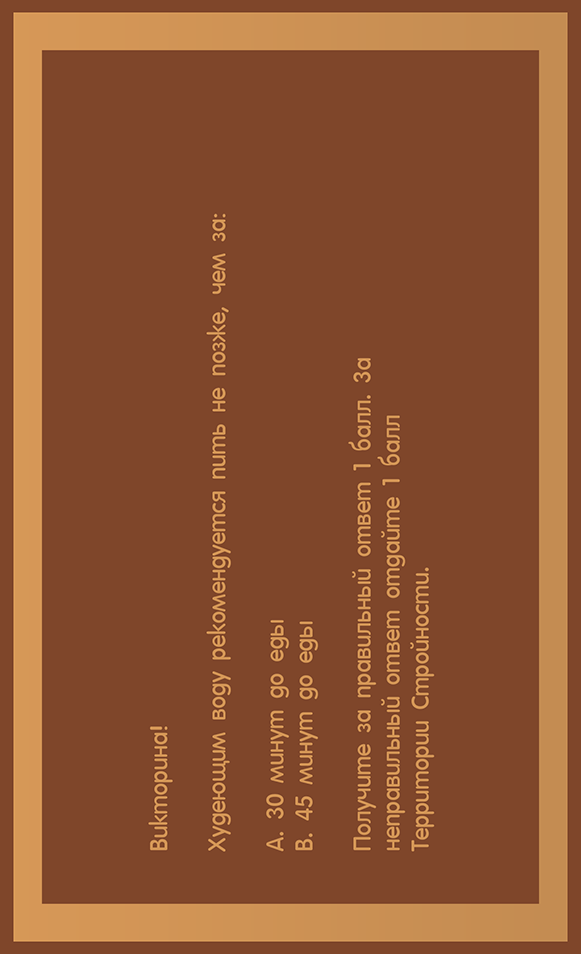 Викторина!
Худеющим воду рекомендуется пить не позже, чем за:
А. 30 минут до еды
В. 45 минут до еды
Получите за правильный ответ 1 балл. За
неправильный ответ отдайте 1 балл
Территории Стройности.